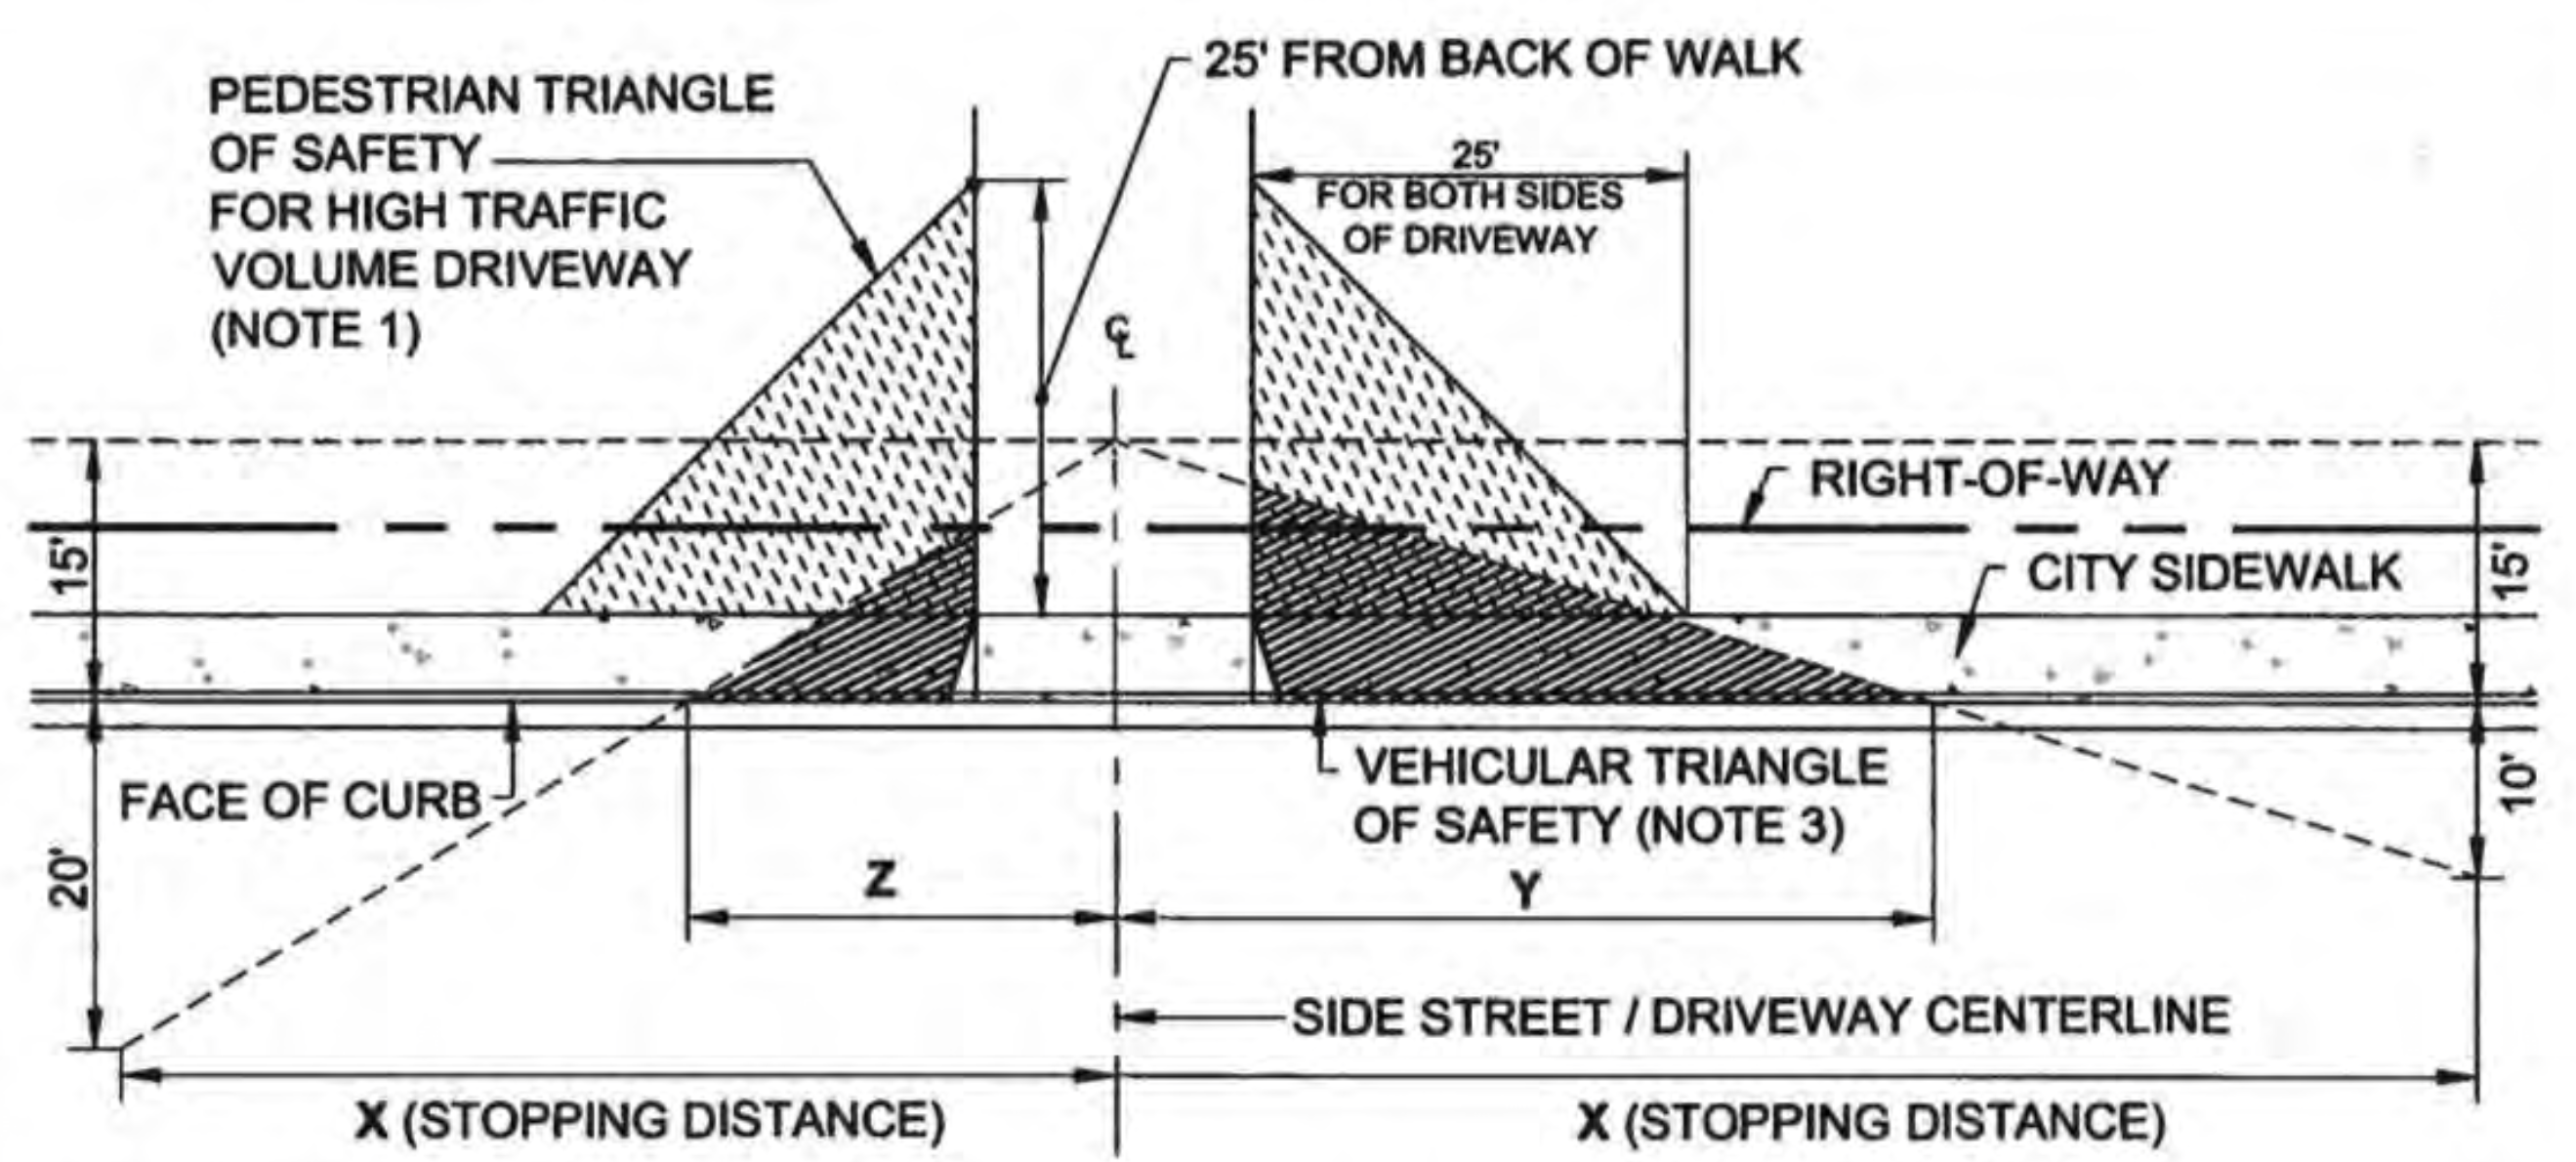 25' FROM BACK OF WALK
PEDESTRIAN TRIANGLE
OF SAFETY
FOR HIGH TRAFFIC
VOLUME DRIVEWAY
(NOTE 1)
25'
FOR BOTH SIDES
OF DRIVEWAY
CL
RIGHT-OF-WAY
CITY SIDEWALK
15'
15'
FACE OF CURB
VEHICULAR TRIANGLE
OF SAFETY (NOTE 3)
10'
20'
Z
Y
SIDE STREET / DRIVEWAY CENTERLINE
X (STOPPING DISTANCE)
X (STOPPING DISTANCE)